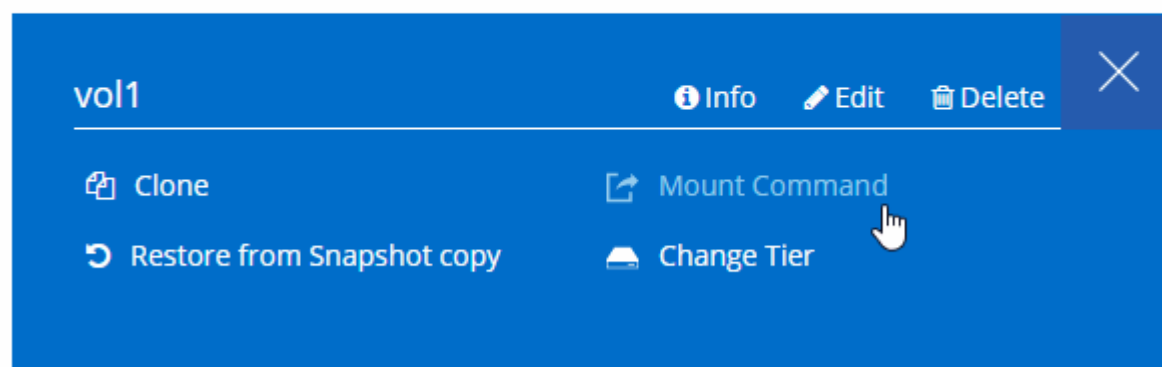 vol1 Info Edit Delete
Clone Mount Command
Restore from Snapshot copy Change Tier